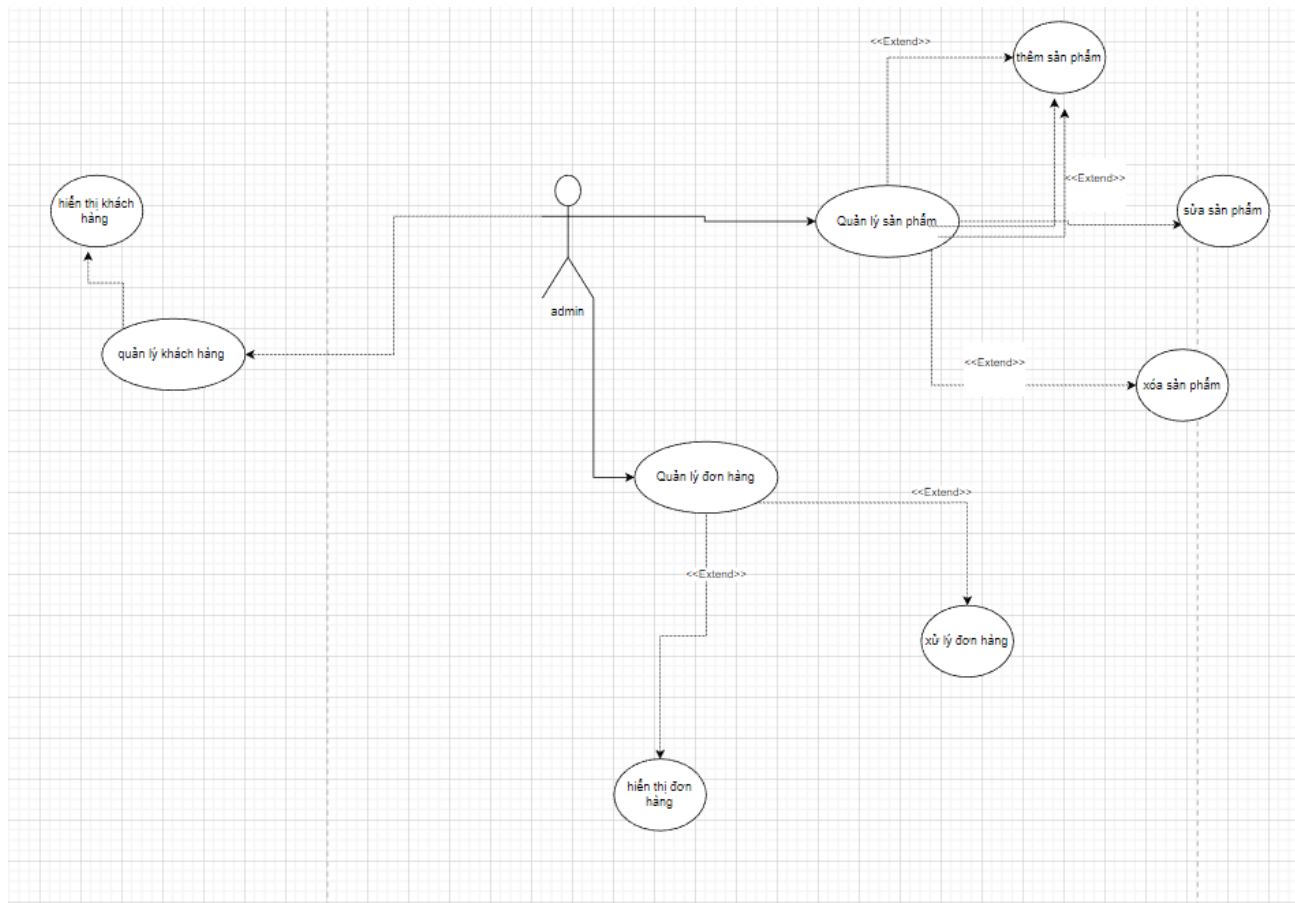 <<Extend>>
thêm sản phẩm
<<Extend>>
hiển thị khách
hàng
sửa sản phẩm
Quản lý sản phẩm
admin
quản lý khách hàng
<<Extend>>
xóa sản phẩm
Quản lý đơn hàng
<<Extend>>
<<Extend>>
xử lý đơn hàng
hiển thị đơn
hàng